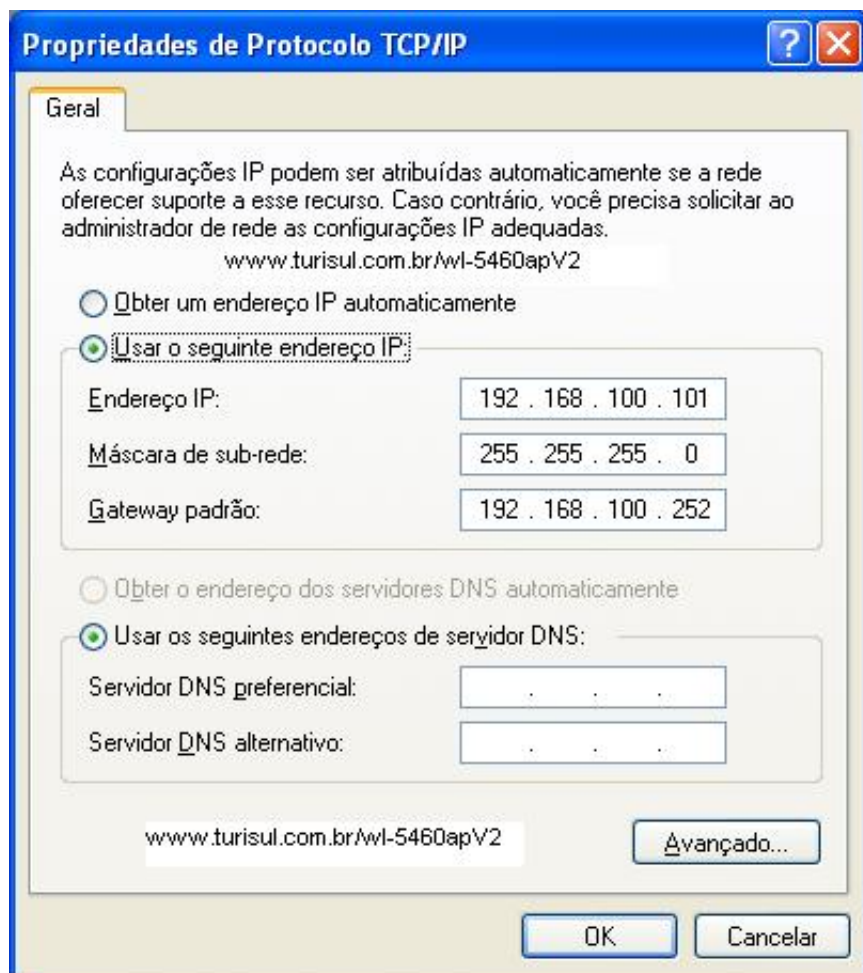 Propriedades de Protocolo TCP/IP
Geral
As configurações IP podem ser atribuídas automaticamente se a rede
oferecer suporte a esse recurso. Caso contrário, você precisa solicitar ao
administrador de rede as configurações IP adequadas.
www.turisul.com.br/wl-5460apV2
Obter um endereço IP automaticamente
Usar o seguinte endereço IP:
Endereço IP: 192 . 168 . 100 . 101
Máscara de sub-rede: 255 . 255 . 255 . 0
Gateway padrão: 192 . 168 . 100 . 252
Obter o endereço dos servidores DNS automaticamente
Usar os seguintes endereços de servidor DNS:
Servidor DNS preferencial: . . .
Servidor DNS alternativo: . . .
www.turisul.com.br/wl-5460apV2
Avançado...
OK Cancelar